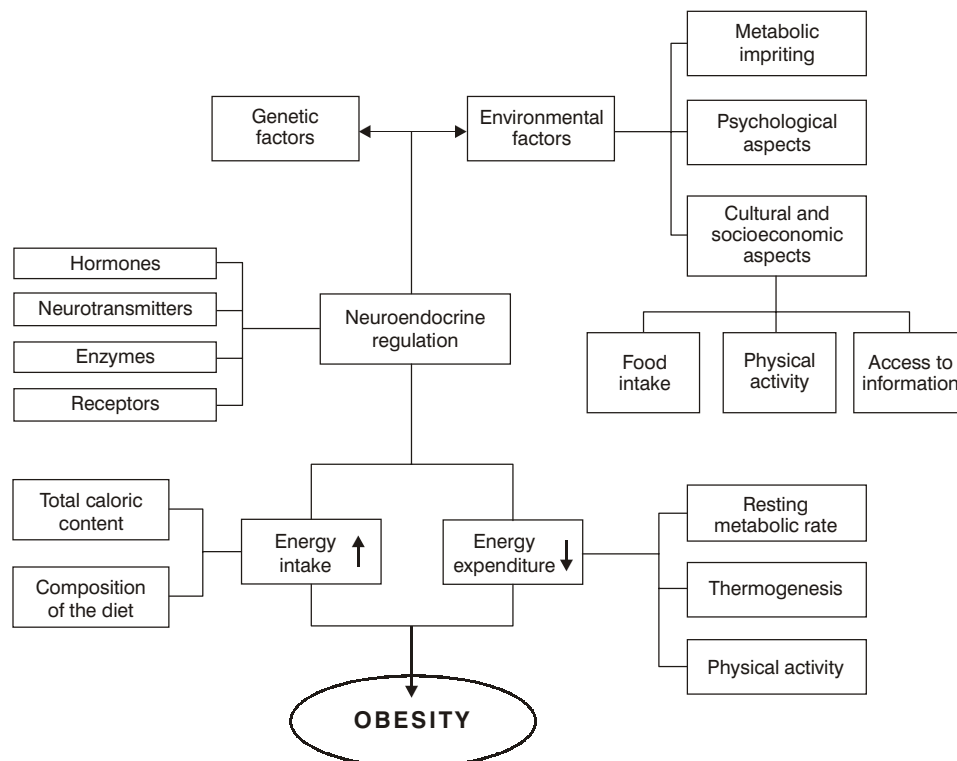 Metabolic
impriting
Genetic
factors
Environmental
factors
Psychological
aspects
Cultural and
socioeconomic
aspects
Hormones
Neurotransmitters
Enzymes
Receptors
Neuroendocrine
regulation
Food
intake
Physical
activity
Access to
information
Total caloric
content
Composition
of the diet
Energy
intake
Energy
expenditure
Resting
metabolic rate
Thermogenesis
Physical activity
OBESITY